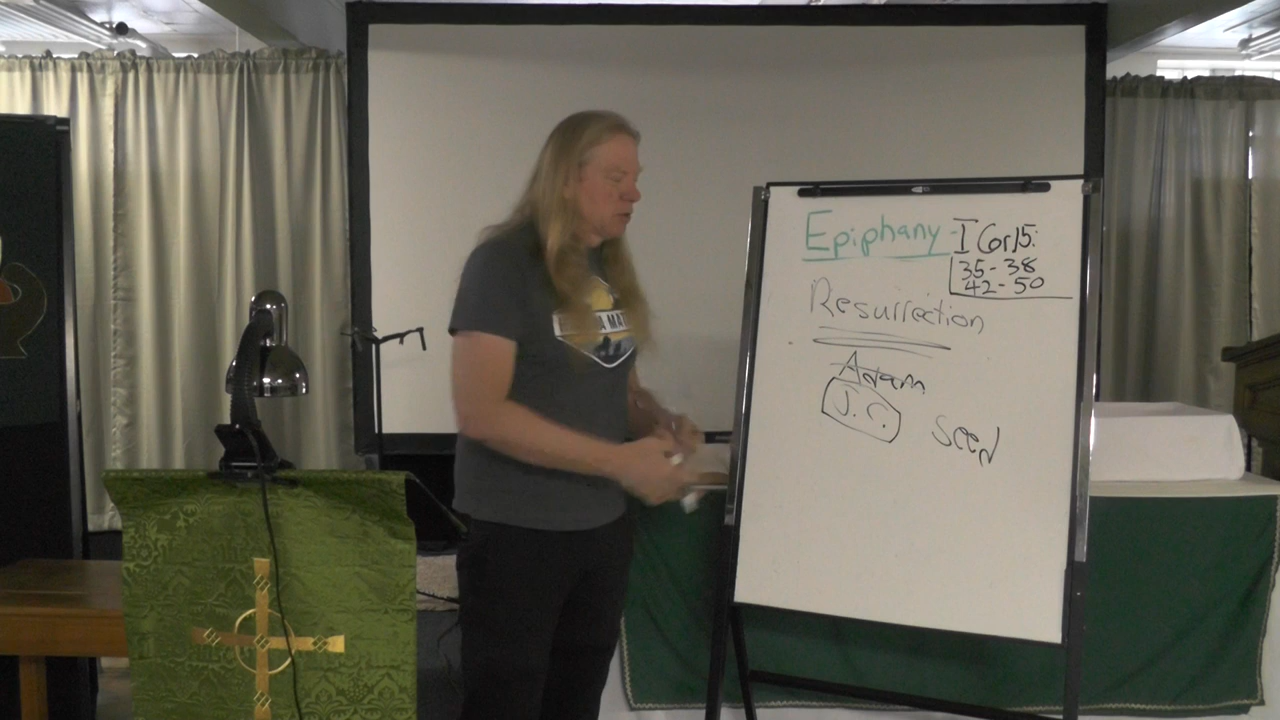 Epiphany - I Cor 15:
35-38
42-50
Resurrection
Adam
J.C.
Seed